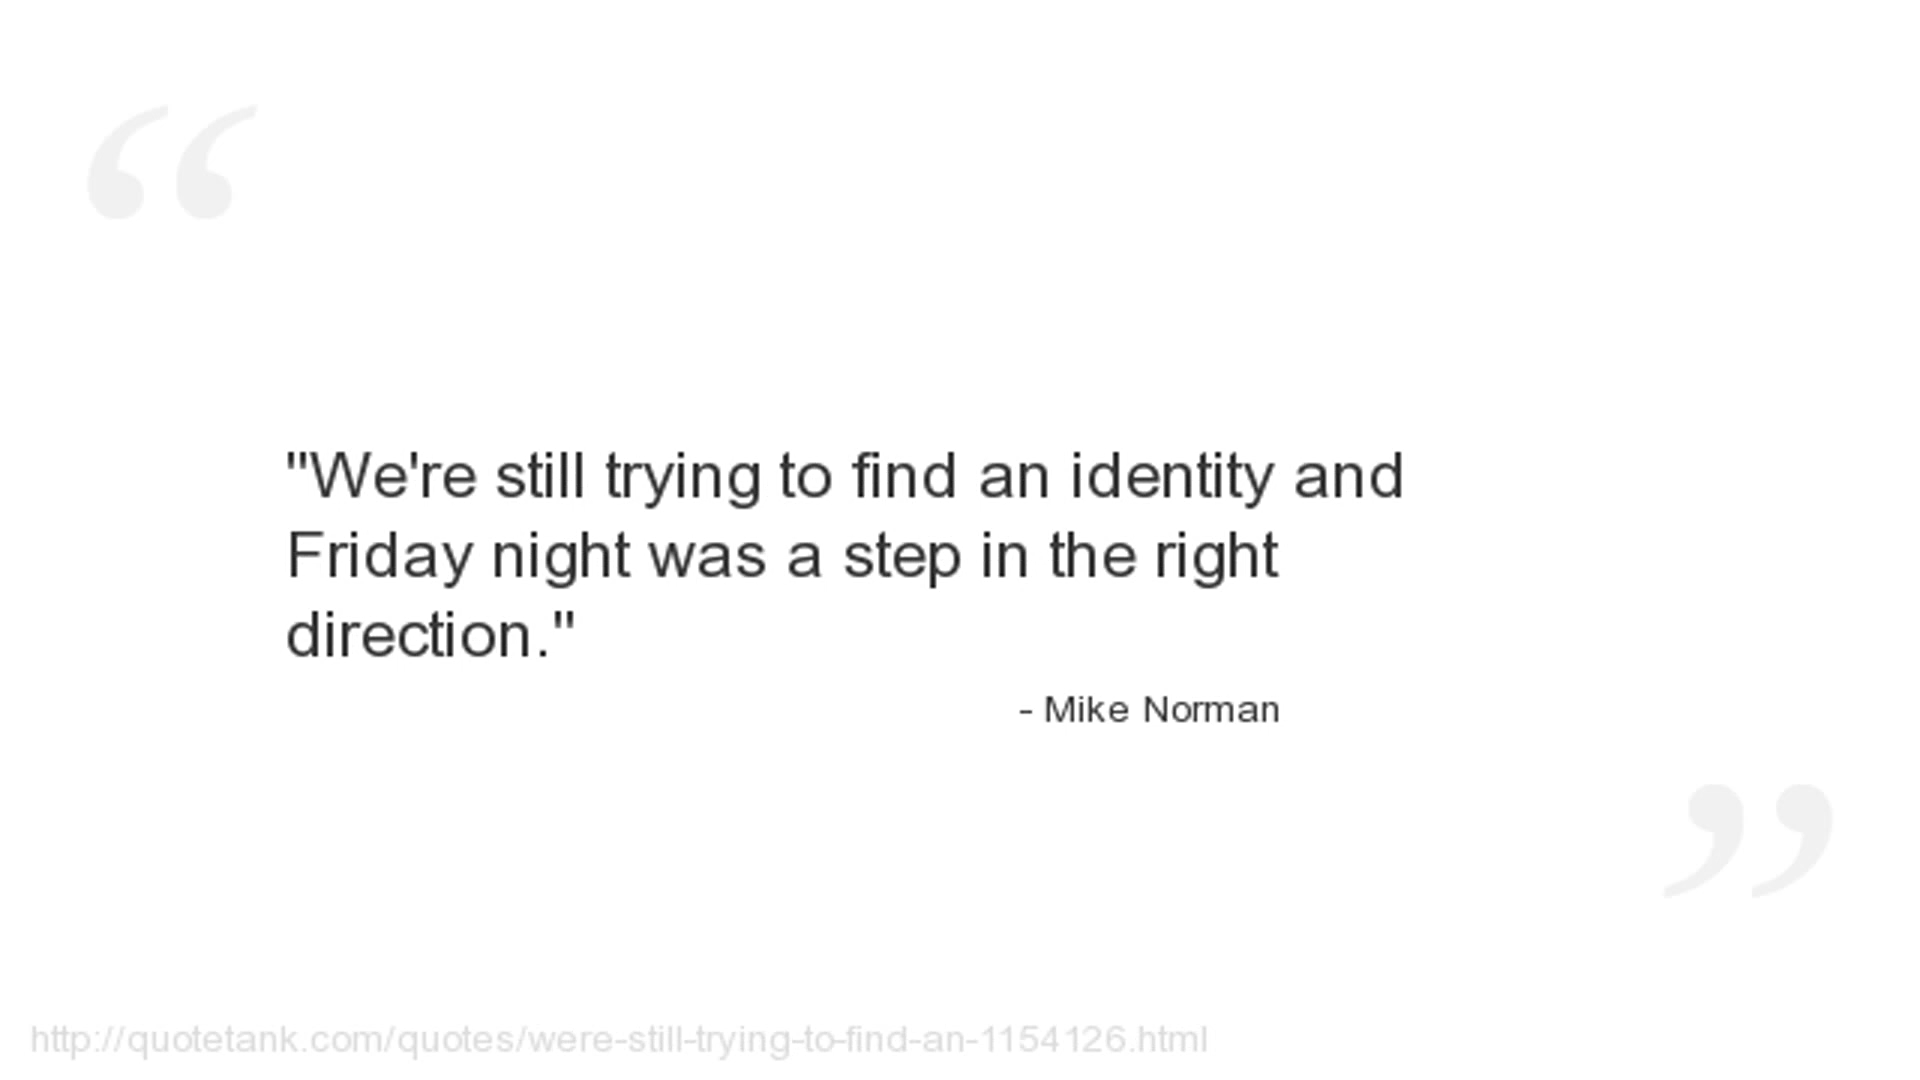 "We're still trying to find an identity and
Friday night was a step in the right
direction."
- Mike Norman
http://quotetank.com/quotes/were-still-trying-to-find-an-1154126.html